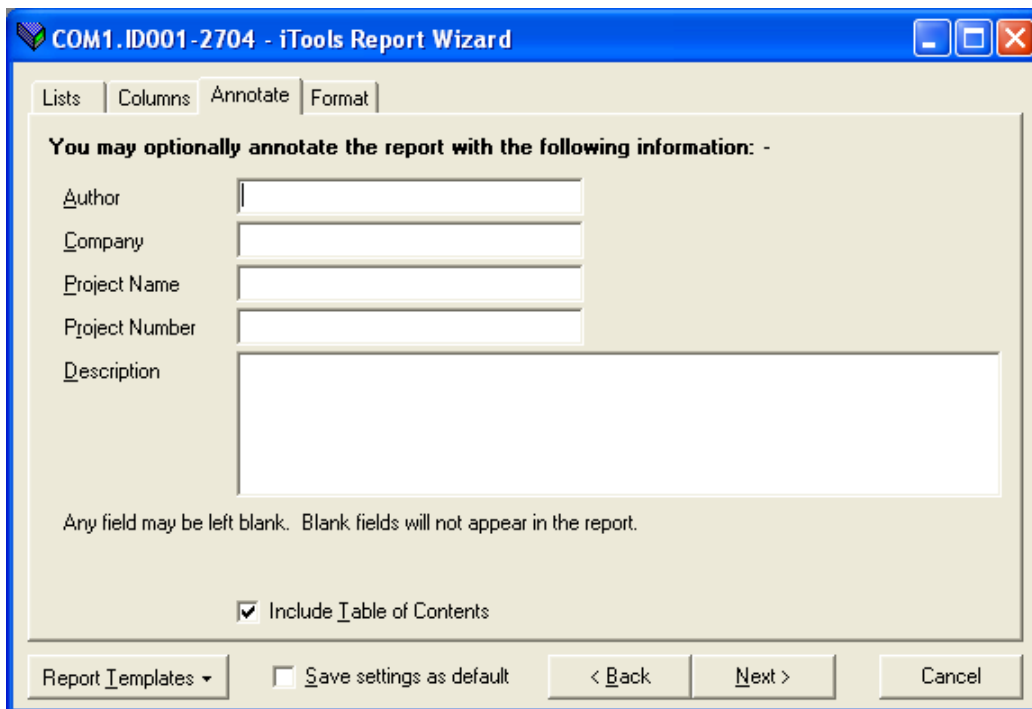 COM1.ID001-2704 - iTools Report Wizard
Lists Columns Annotate Format
You may optionally annotate the report with the following information: -
Author
Company
Project Name
Project Number
Description
Any field may be left blank. Blank fields will not appear in the report.
Include Table of Contents
Report Templates Save settings as default < Back Next > Cancel